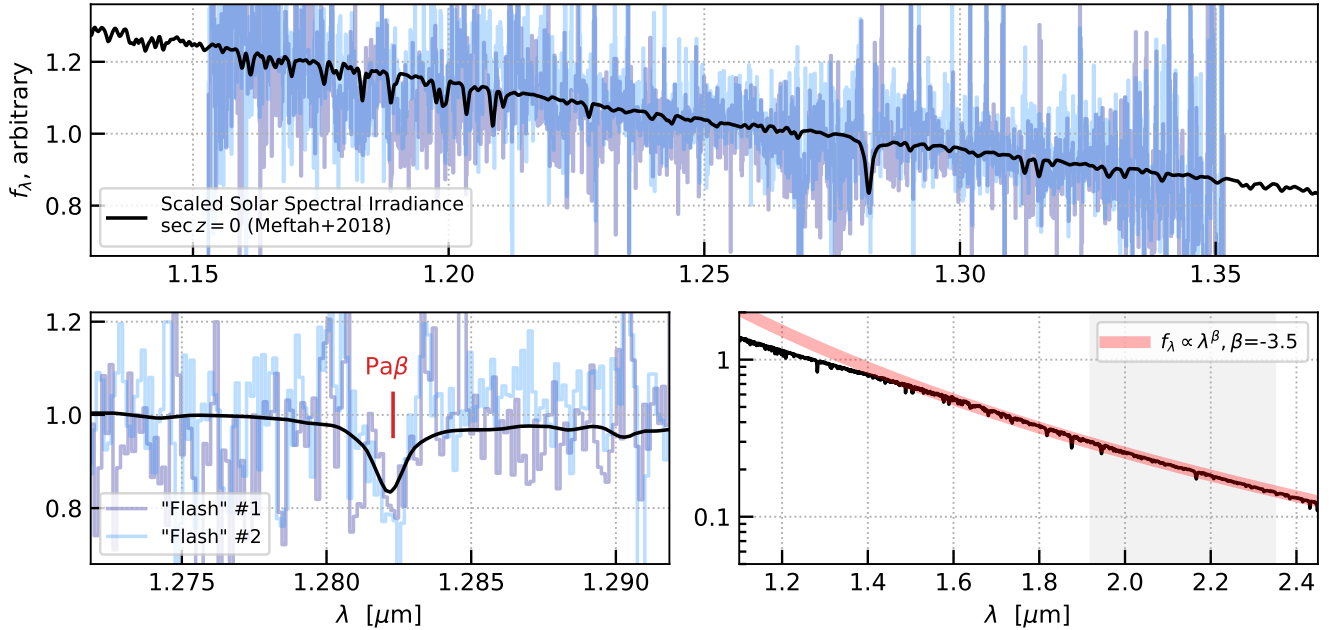 f_λ, arbitrary
1.2
1.0
0.8
Scaled Solar Spectral Irradiance
sec z = 0 (Meftah+2018)
1.15
1.20
1.25
1.30
1.35
1.2
1.0
0.8
Paβ
"Flash" #1
"Flash" #2
1.275
1.280
1.285
1.290
λ [μm]
1
0.1
f_λ ∝ λ^β, β=-3.5
1.2
1.4
1.6
1.8
2.0
2.2
2.4
λ [μm]